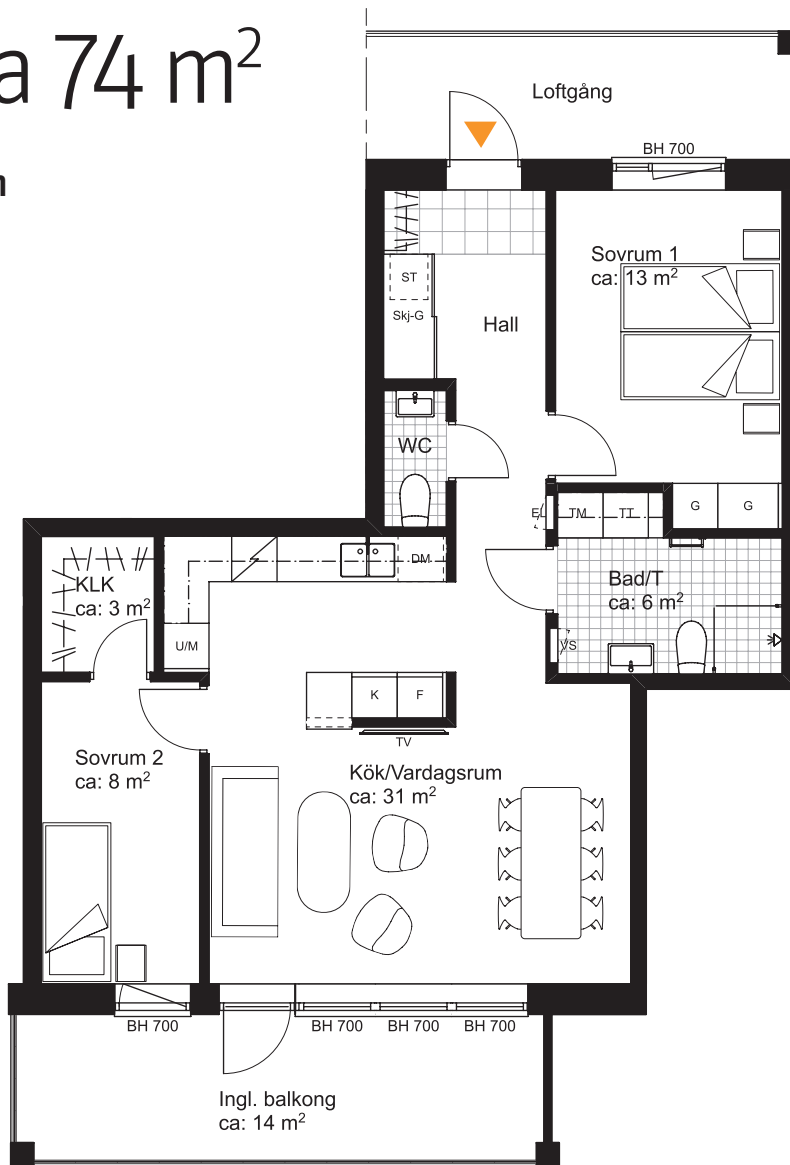 a 74 m²
Loftgång
BH 700
Sovrum 1
ca: 13 m²
ST
Skj-G
Hall
WC
EL
TM
TT
G
G
DM
KLK
ca: 3 m²
Bad/T
ca: 6 m²
U/M
VS
K
F
TV
Sovrum 2
ca: 8 m²
Kök/Vardagsrum
ca: 31 m²
BH 700
BH 700
BH 700
BH 700
Ingl. balkong
ca: 14 m²